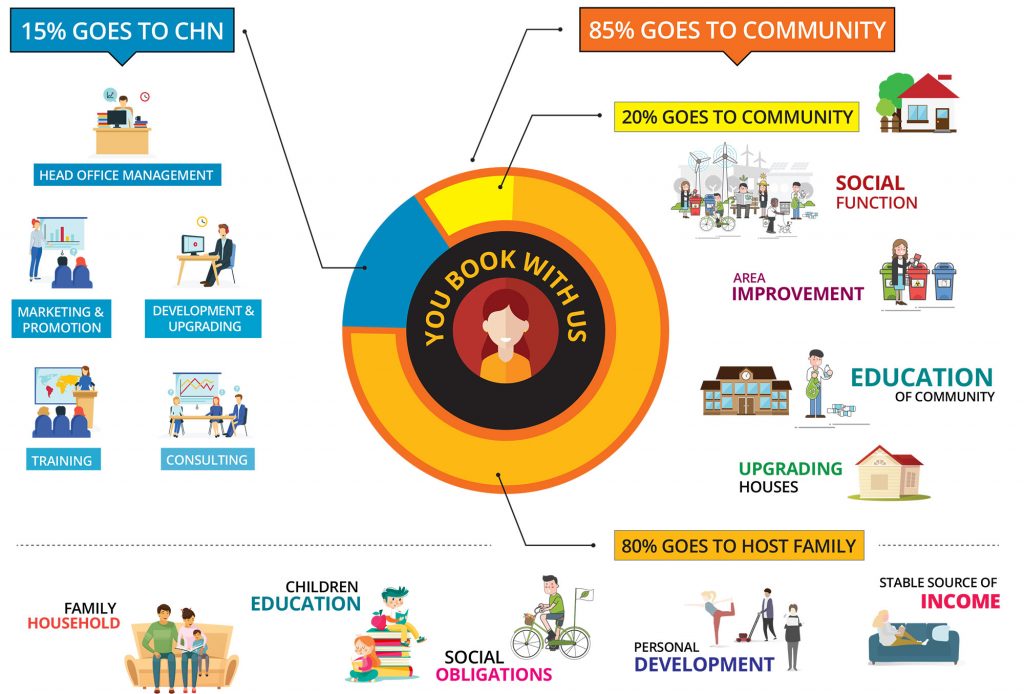 15% GOES TO CHN
HEAD OFFICE MANAGEMENT
MARKETING &
PROMOTION
DEVELOPMENT &
UPGRADING
TRAINING
CONSULTING
YOU BOOK WITH US
85% GOES TO COMMUNITY
20% GOES TO COMMUNITY
SOCIAL
FUNCTION
AREA
IMPROVEMENT
EDUCATION
OF COMMUNITY
UPGRADING
HOUSES
80% GOES TO HOST FAMILY
FAMILY
HOUSEHOLD
CHILDREN
EDUCATION
SOCIAL
OBLIGATIONS
PERSONAL
DEVELOPMENT
STABLE SOURCE OF
INCOME